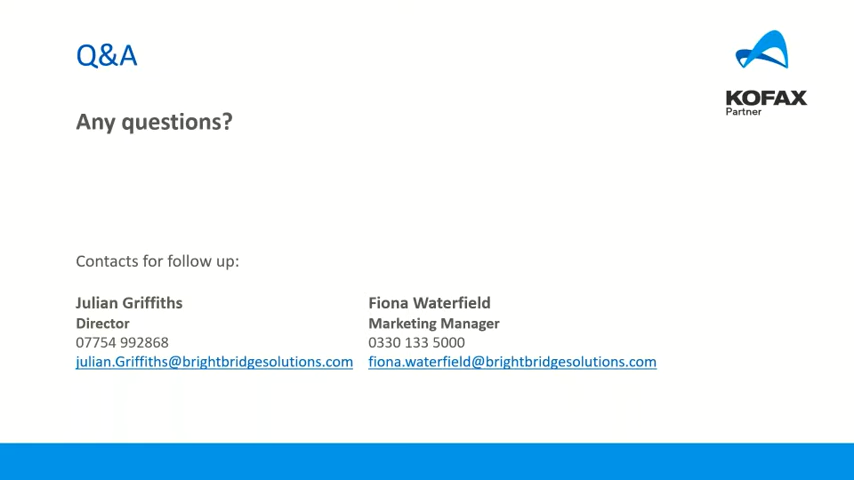 Q&A
KOFAX
Partner
Any questions?
Contacts for follow up:
Julian Griffiths
Director
07754 992868
julian.Griffiths@brightbridgesolutions.com
Fiona Waterfield
Marketing Manager
0330 133 5000
fiona.waterfield@brightbridgesolutions.com